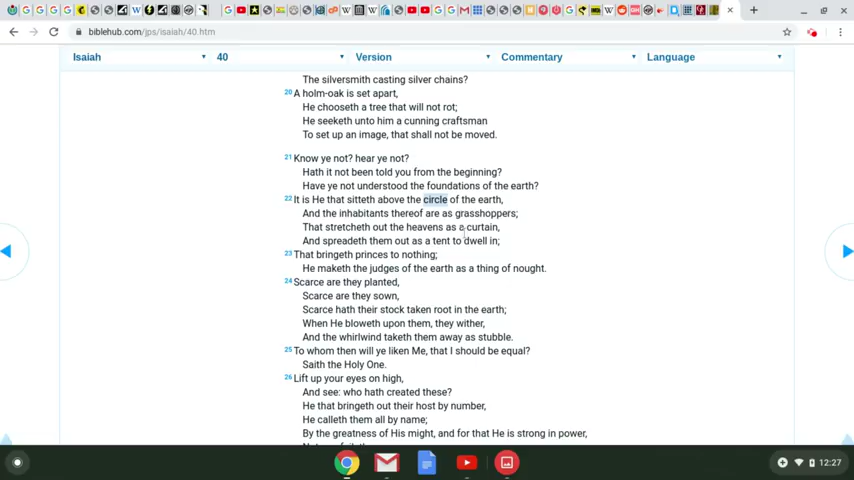 biblehub.com/jps/isaiah/40.htm
Isaiah 40 Version Commentary Language
The silversmith casting silver chains?
20 A holm-oak is set apart,
He chooseth a tree that will not rot;
He seeketh unto him a cunning craftsman
To set up an image, that shall not be moved.
21 Know ye not? hear ye not?
Hath it not been told you from the beginning?
Have ye not understood the foundations of the earth?
22 It is He that sitteth above the circle of the earth,
And the inhabitants thereof are as grasshoppers;
That stretcheth out the heavens as a curtain,
And spreadeth them out as a tent to dwell in;
23 That bringeth princes to nothing;
He maketh the judges of the earth as a thing of nought.
24 Scarce are they planted,
Scarce are they sown,
Scarce hath their stock taken root in the earth;
When He bloweth upon them, they wither,
And the whirlwind taketh them away as stubble.
25 To whom then will ye liken Me, that I should be equal?
Saith the Holy One.
26 Lift up your eyes on high,
And see: who hath created these?
He that bringeth out their host by number,
He calleth them all by name;
By the greatness of His might, and for that He is strong in power,
12:27